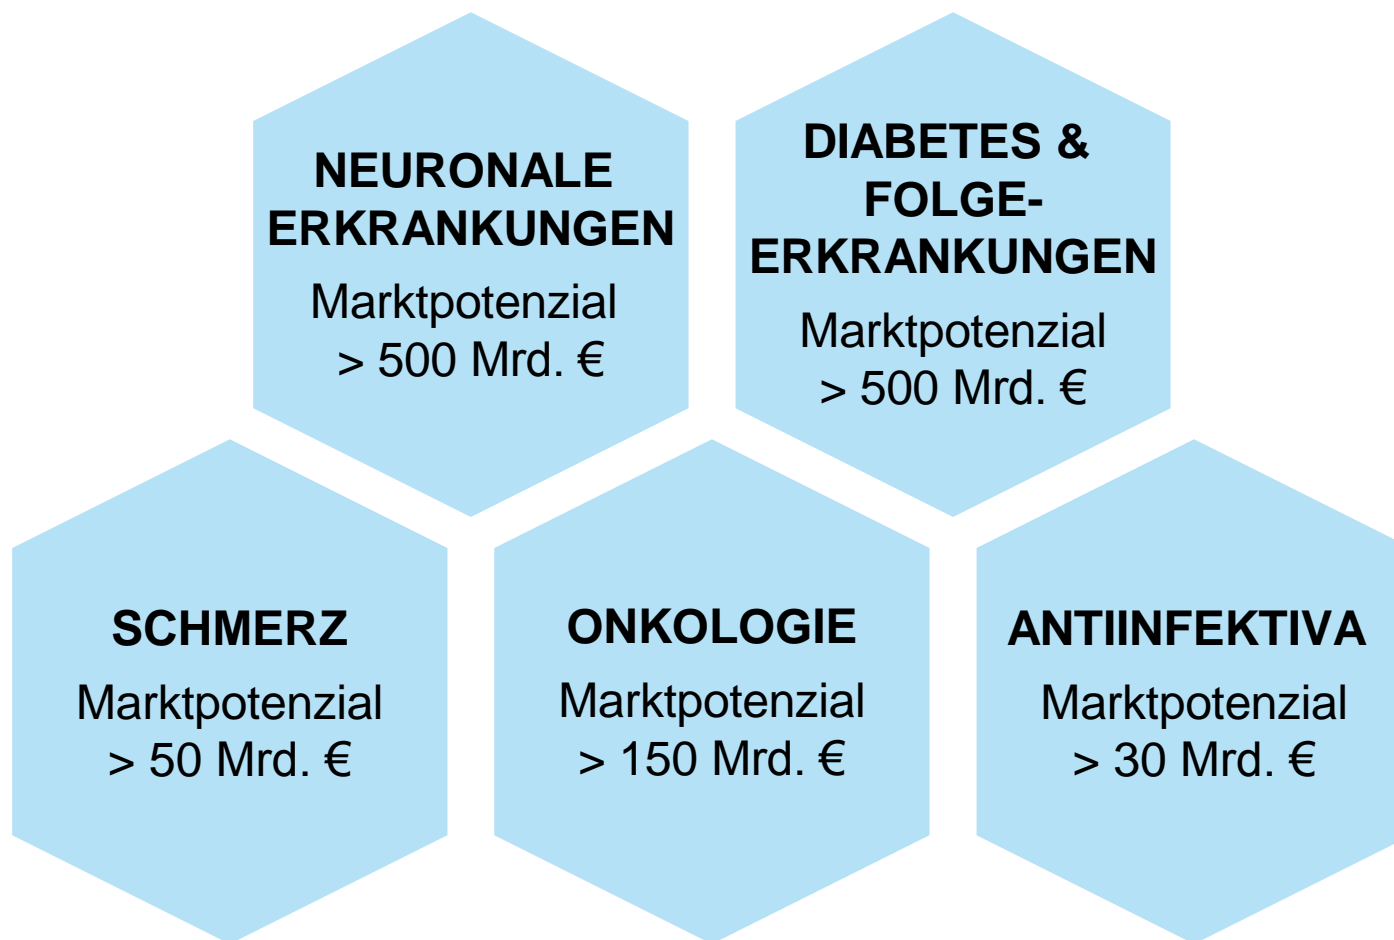 NEURONALE
ERKRANKUNGEN
Marktpotenzial
> 500 Mrd. €
DIABETES &
FOLGE-
ERKRANKUNGEN
Marktpotenzial
> 500 Mrd. €
SCHMERZ
Marktpotenzial
> 50 Mrd. €
ONKOLOGIE
Marktpotenzial
> 150 Mrd. €
ANTIINFEKTIVA
Marktpotenzial
> 30 Mrd. €